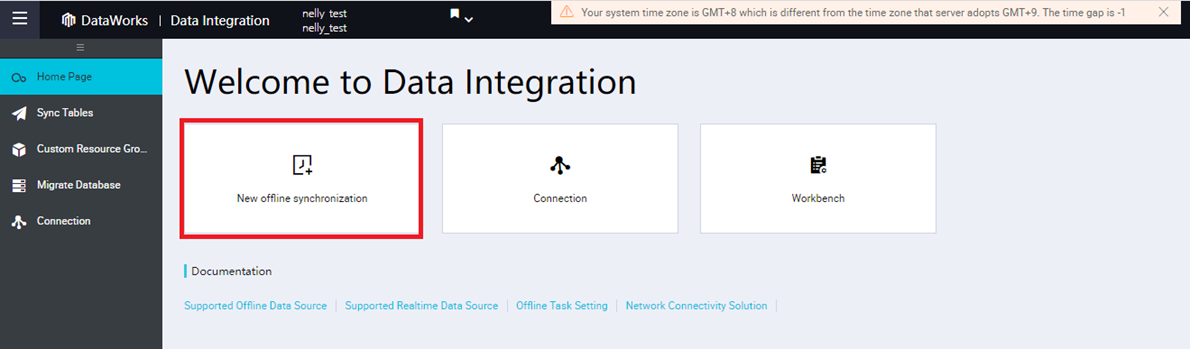 DataWorks | Data Integration
nelly_test
nelly_test
Your system time zone is GMT+8 which is different from the time zone that server adopts GMT+9. The time gap is -1
Home Page
Sync Tables
Custom Resource Gro...
Migrate Database
Connection
Welcome to Data Integration
New offline synchronization
Connection
Workbench
Documentation
Supported Offline Data Source | Supported Realtime Data Source | Offline Task Setting | Network Connectivity Solution |